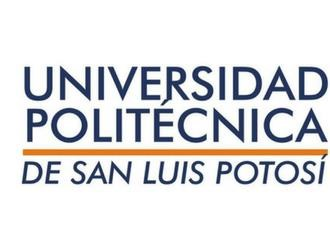 UNIVERSIDAD
POLITÉCNICA
DE SAN LUIS POTOSÍ